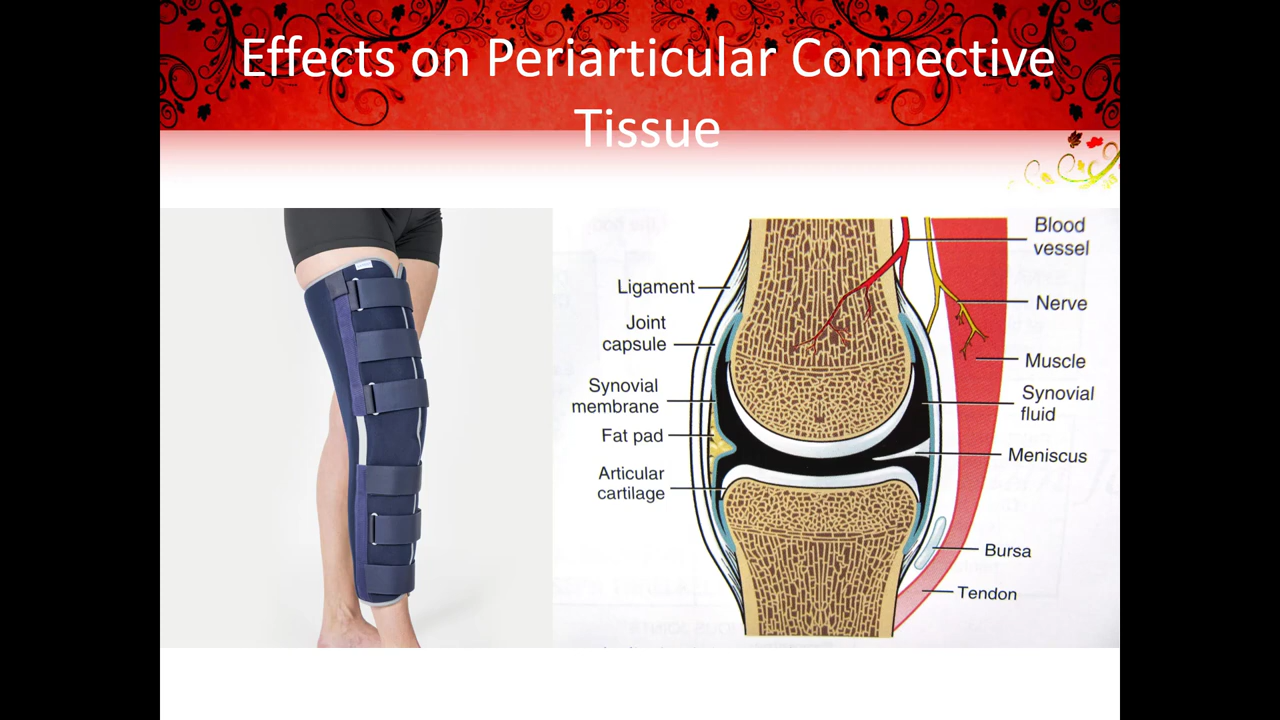 Effects on Periarticular Connective
Tissue
Blood
vessel
Ligament
Nerve
Joint
capsule
Muscle
Synovial
membrane
Synovial
fluid
Fat pad
Meniscus
Articular
cartilage
Bursa
Tendon